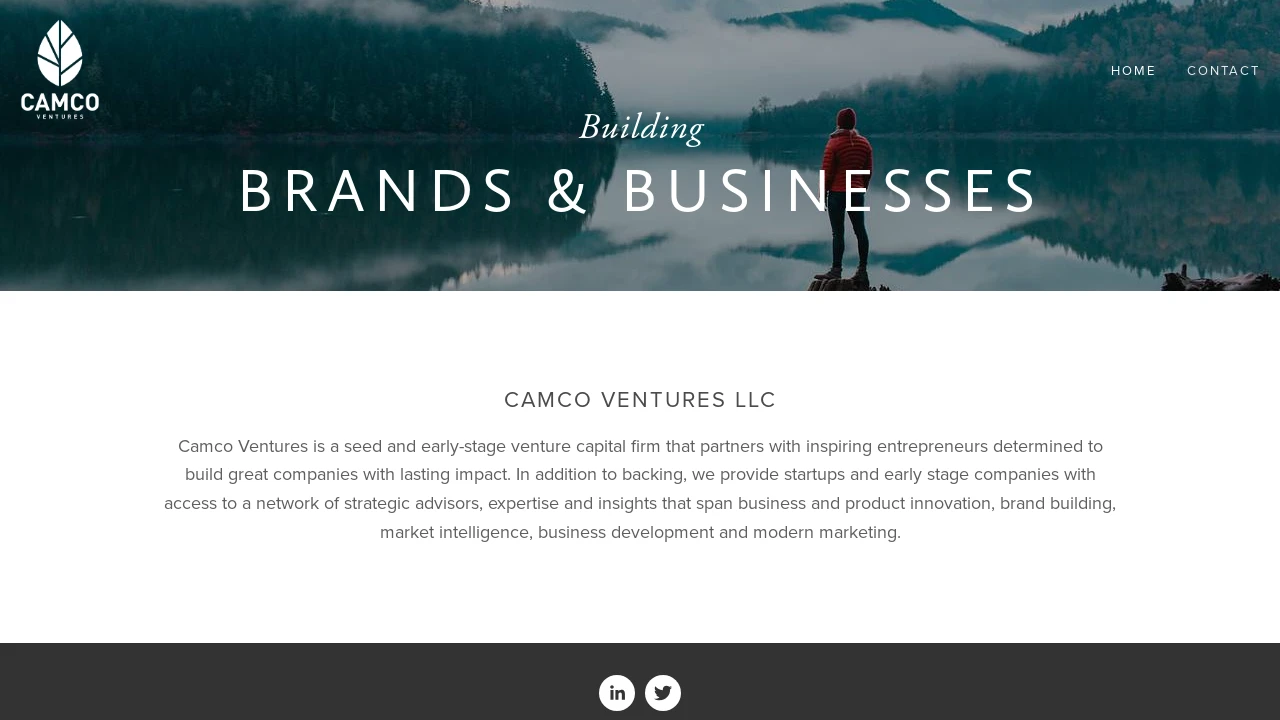 CAMCO
VENTURES
HOME CONTACT
Building
BRANDS & BUSINESSES
CAMCO VENTURES LLC
Camco Ventures is a seed and early-stage venture capital firm that partners with inspiring entrepreneurs determined to
build great companies with lasting impact. In addition to backing, we provide startups and early stage companies with
access to a network of strategic advisors, expertise and insights that span business and product innovation, brand building,
market intelligence, business development and modern marketing.
in